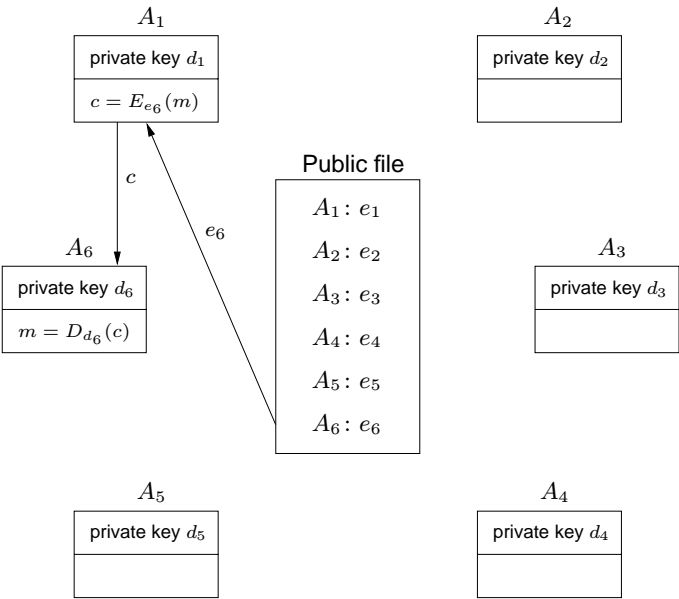 A₁
private key d₁
c = E_{e₆}(m)
A₂
private key d₂
c
e₆
Public file
A₁: e₁
A₂: e₂
A₃: e₃
A₄: e₄
A₅: e₅
A₆: e₆
A₆
private key d₆
m = D_{d₆}(c)
A₃
private key d₃
A₅
private key d₅
A₄
private key d₄